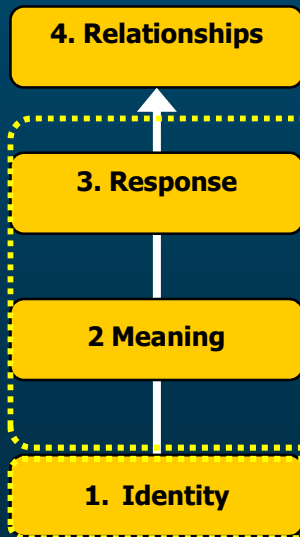 4. Relationships
3. Response
2 Meaning
1. Identity